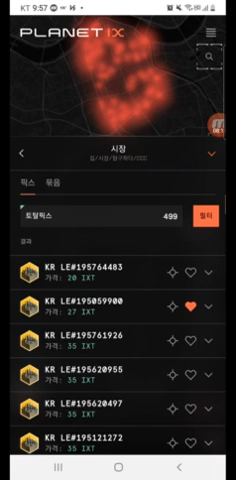 KT 9:57
PLANET IX
시장
픽스 묶음
토탈픽스 499 필터
결과
KR LE#195764483
가격: 20 IXT
KR LE#195059900
가격: 27 IXT
KR LE#195761926
가격: 35 IXT
KR LE#195620955
가격: 35 IXT
KR LE#195620497
가격: 35 IXT
KR LE#195121272
가격: 35 IXT